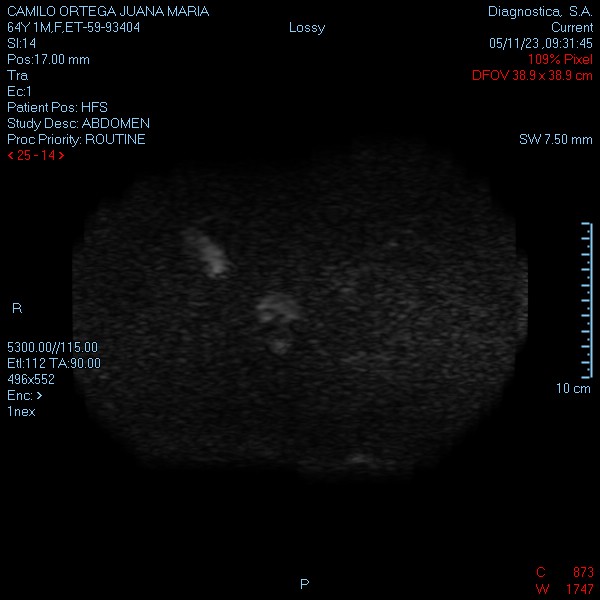 CAMILO ORTEGA JUANA MARIA
64Y 1M,F,ET-59-93404
Sl:14
Pos:17.00 mm
Tra
Ec:1
Patient Pos: HFS
Study Desc: ABDOMEN
Proc Priority: ROUTINE
< 25 - 14 >
Lossy
Diagnostica, S.A.
Current
05/11/23 ,09:31:45
109% Pixel
DFOV 38.9 x 38.9 cm
SW 7.50 mm
R
5300.00//115.00
Etl:112 TA:90.00
496x552
Enc: >
1nex
10 cm
P
C 873
W 1747